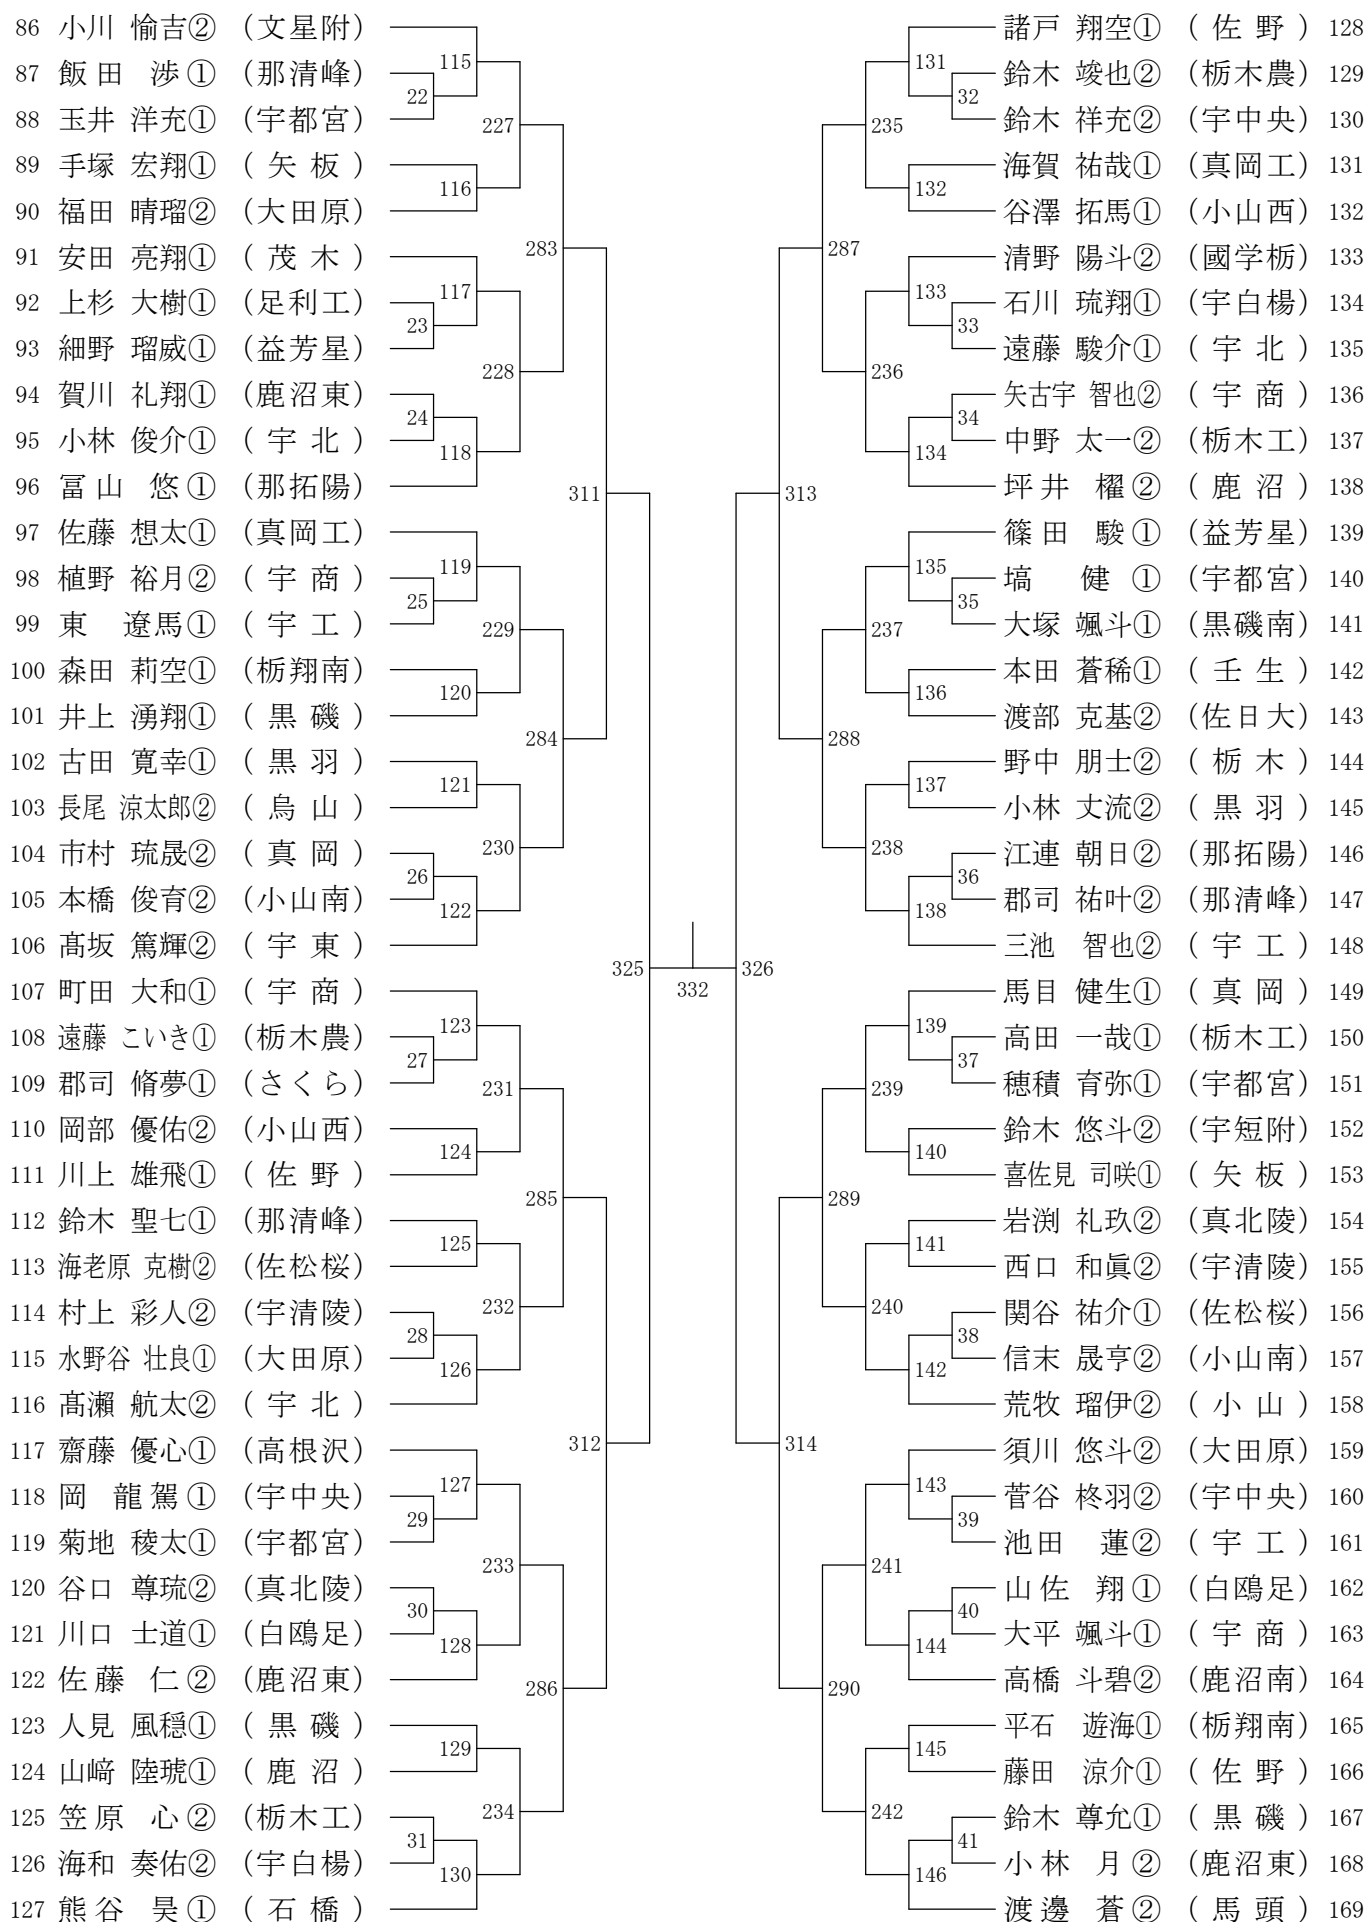 86 小川 愉吉② (文星附)
87 飯田 渉① (那清峰)
88 玉井 洋充① (宇都宮)
89 手塚 宏翔① (矢板)
90 福田 晴瑠② (大田原)
91 安田 亮翔① (茂木)
92 上杉 大樹① (足利工)
93 細野 瑠威① (益芳星)
94 賀川 礼翔① (鹿沼東)
95 小林 俊介① (宇北)
96 冨山 悠① (那拓陽)
97 佐藤 想太① (真岡工)
98 植野 裕月② (宇商)
99 東 遼馬① (宇工)
100 森田 莉空① (栃翔南)
101 井上 湧翔① (黒磯)
102 古田 寛幸① (黒羽)
103 長尾 涼太郎② (烏山)
104 市村 琉晟② (真岡)
105 本橋 俊育② (小山南)
106 髙坂 篤輝② (宇東)
107 町田 大和① (宇商)
108 遠藤 こいき① (栃木農)
109 郡司 脩夢① (さくら)
110 岡部 優佑② (小山西)
111 川上 雄飛① (佐野)
112 鈴木 聖七① (那清峰)
113 海老原 克樹② (佐松桜)
114 村上 彩人② (宇清陵)
115 水野谷 壮良① (大田原)
116 髙瀨 航太② (宇北)
117 齋藤 優心① (高根沢)
118 岡 龍駕① (宇中央)
119 菊地 稜太① (宇都宮)
120 谷口 尊琉② (真北陵)
121 川口 士道① (白鴎足)
122 佐藤 仁② (鹿沼東)
123 人見 風穏① (黒磯)
124 山﨑 陸琥① (鹿沼)
125 笠原 心② (栃木工)
126 海和 奏佑② (宇白楊)
127 熊谷 昊① (石橋)
115
22
227
116
283
117
23
228
24
118
311
119
25
229
120
284
121
230
26
122
325
123
27
231
124
285
125
232
28
126
312
127
29
233
30
128
286
129
234
31
130
332
326
131
32
235
132
287
133
33
236
34
134
313
135
35
237
136
288
137
238
36
138
139
37
239
140
289
141
240
38
142
314
143
39
241
40
144
290
145
242
41
146
諸戸 翔空① (佐野) 128
鈴木 竣也② (栃木農) 129
鈴木 祥充② (宇中央) 130
海賀 祐哉① (真岡工) 131
谷澤 拓馬① (小山西) 132
清野 陽斗② (國学栃) 133
石川 琉翔① (宇白楊) 134
遠藤 駿介① (宇北) 135
矢古宇 智也② (宇商) 136
中野 太一② (栃木工) 137
坪井 櫂② (鹿沼) 138
篠田 駿① (益芳星) 139
塙 健① (宇都宮) 140
大塚 颯斗① (黒磯南) 141
本田 蒼稀① (壬生) 142
渡部 克基② (佐日大) 143
野中 朋士② (栃木) 144
小林 丈流② (黒羽) 145
江連 朝日② (那拓陽) 146
郡司 祐叶② (那清峰) 147
三池 智也② (宇工) 148
馬目 健生① (真岡) 149
高田 一哉① (栃木工) 150
穂積 育弥① (宇都宮) 151
鈴木 悠斗② (宇短附) 152
喜佐見 司咲① (矢板) 153
岩渕 礼玖② (真北陵) 154
西口 和眞② (宇清陵) 155
関谷 祐介① (佐松桜) 156
信末 晟亨② (小山南) 157
荒牧 瑠伊② (小山) 158
須川 悠斗② (大田原) 159
菅谷 柊羽② (宇中央) 160
池田 蓮② (宇工) 161
山佐 翔① (白鴎足) 162
大平 颯斗① (宇商) 163
高橋 斗碧② (鹿沼南) 164
平石 遊海① (栃翔南) 165
藤田 涼介① (佐野) 166
鈴木 尊允① (黒磯) 167
小林 月② (鹿沼東) 168
渡邊 蒼② (馬頭) 169